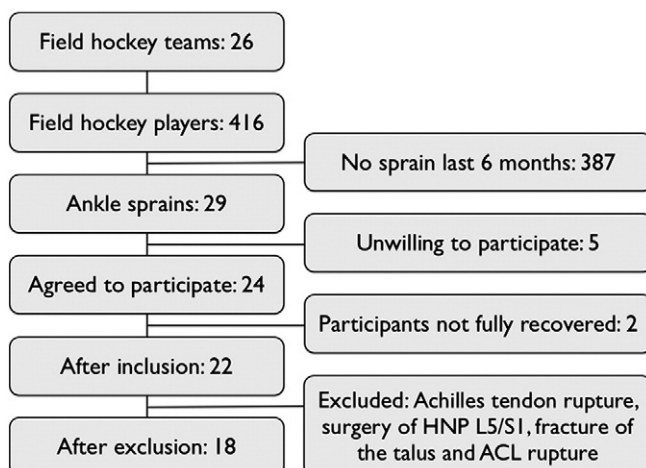 Field hockey teams: 26
Field hockey players: 416
No sprain last 6 months: 387
Ankle sprains: 29
Unwilling to participate: 5
Agreed to participate: 24
Participants not fully recovered: 2
After inclusion: 22
Excluded: Achilles tendon rupture,
surgery of HNP L5/S1, fracture of
the talus and ACL rupture
After exclusion: 18